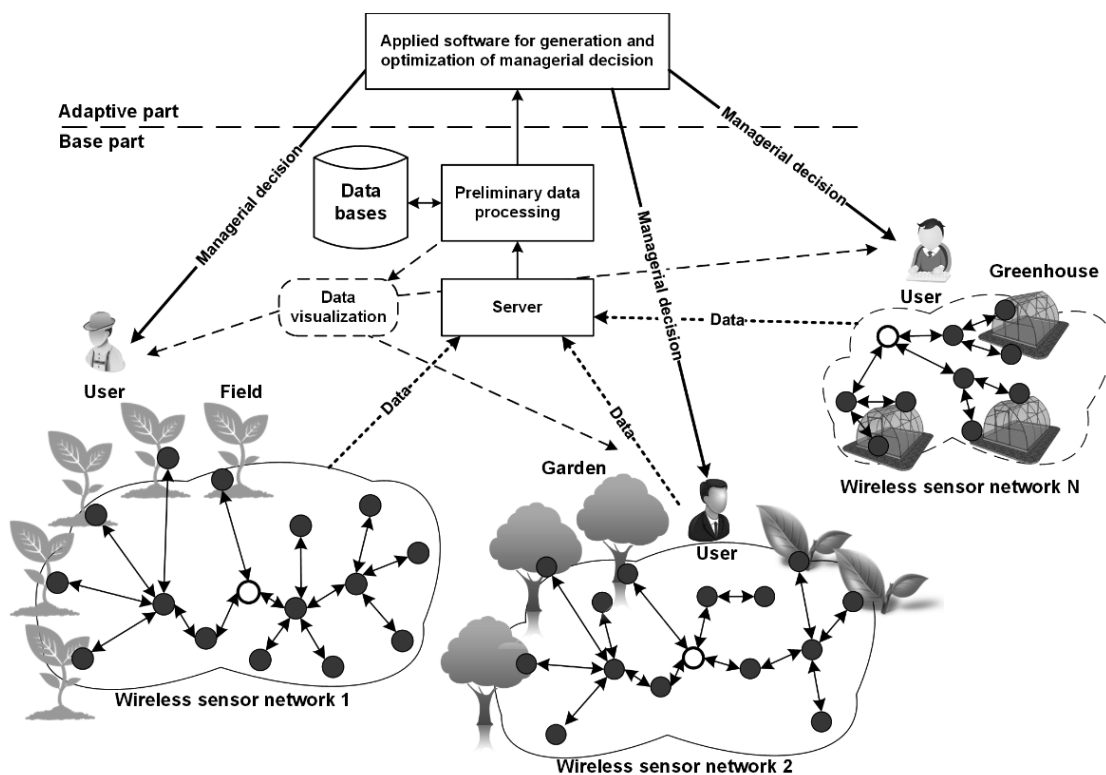 Applied software for generation and
optimization of managerial decision
Adaptive part
Base part
Managerial decision
Managerial decision
Managerial decision
Data
bases
Preliminary data
processing
Data
visualization
Server
User
Greenhouse
Data
User
Field
Data
Data
Garden
Wireless sensor network N
User
Wireless sensor network 1
Wireless sensor network 2